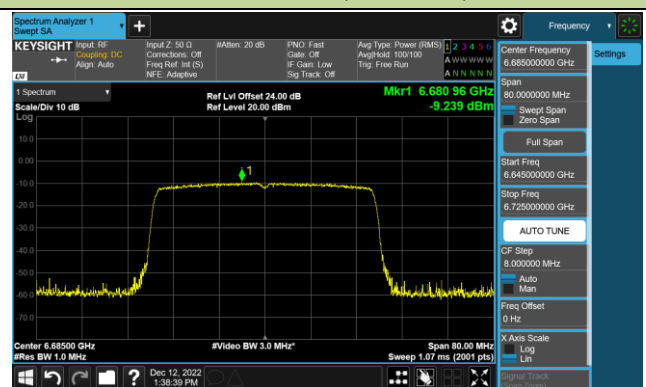 Spectrum Analyzer 1
Swept SA
Frequency
KEYSIGHT
Input: RF
Coupling: DC
Align: Auto
Input Z: 50 Ω
Corrections: Off
Freq Ref: Int (S)
NFE: Adaptive
#Atten: 20 dB
PNO: Fast
Gate: Off
IF Gain: Low
Sig Track: Off
Avg Type: Power (RMS)
Avg|Hold: 100/100
Trig: Free Run
1 2 3 4 5 6
A W W W W W
A N N N N N
LXI
1 Spectrum
Scale/Div 10 dB
Ref Lvl Offset 24.00 dB
Ref Level 20.00 dBm
Mkr1 6.680 96 GHz
-9.239 dBm
Log
10.0
0.00
-10.0
-20.0
-30.0
-40.0
-50.0
-60.0
-70.0
1
Center 6.68500 GHz
#Res BW 1.0 MHz
#Video BW 3.0 MHz*
Span 80.00 MHz
Sweep 1.07 ms (2001 pts)
Dec 12, 2022
1:38:39 PM
Center Frequency
6.685000000 GHz
Span
80.0000000 MHz
Swept Span
Zero Span
Full Span
Start Freq
6.645000000 GHz
Stop Freq
6.725000000 GHz
AUTO TUNE
CF Step
8.000000 MHz
Auto
Man
Freq Offset
0 Hz
X Axis Scale
Log
Lin
Signal Track
(Span Zoom)
Settings